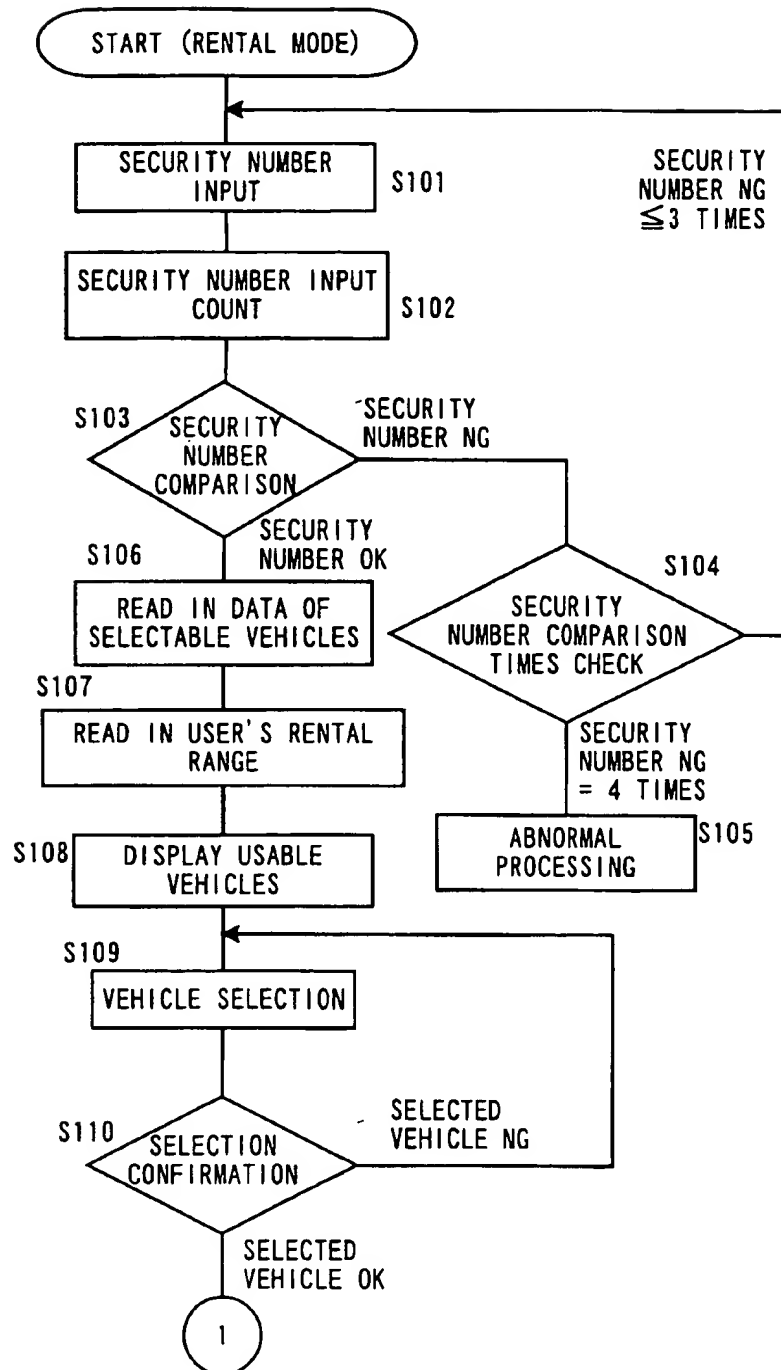 START (RENTAL MODE)
SECURITY NUMBER
INPUT
S101
SECURITY
NUMBER NG
≦3 TIMES
SECURITY NUMBER INPUT
COUNT
S102
S103
SECURITY
NUMBER
COMPARISON
SECURITY
NUMBER NG
SECURITY
NUMBER OK
S104
SECURITY
NUMBER COMPARISON
TIMES CHECK
SECURITY
NUMBER NG
= 4 TIMES
S105
ABNORMAL
PROCESSING
S106
READ IN DATA OF
SELECTABLE VEHICLES
S107
READ IN USER'S RENTAL
RANGE
S108
DISPLAY USABLE
VEHICLES
S109
VEHICLE SELECTION
S110
SELECTION
CONFIRMATION
SELECTED
VEHICLE NG
SELECTED
VEHICLE OK
1